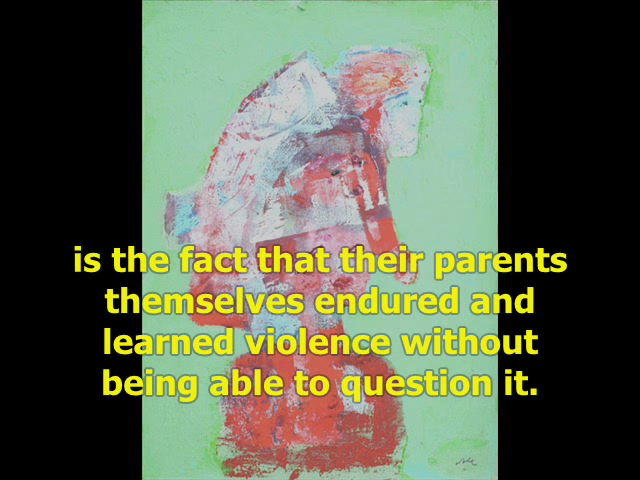 is the fact that their parents
themselves endured and
learned violence without
being able to question it.